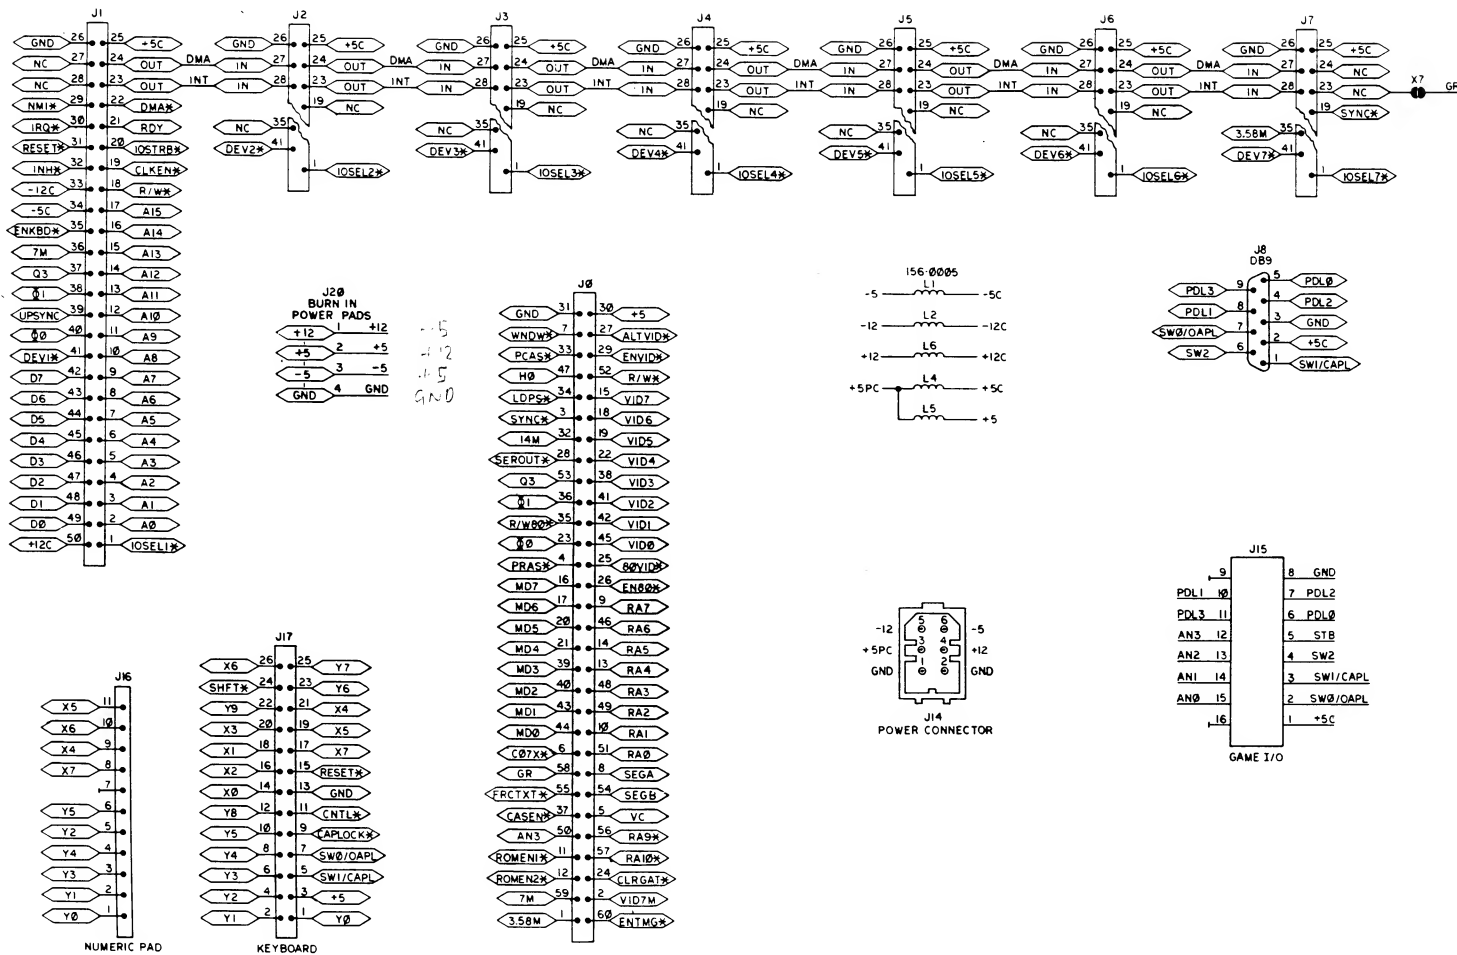 J1
GND 26 25 +5C
NC 27 24 OUT DMA
NC 28 23 OUT INT
NMI* 29 22 DMA*
IRQ* 30 21 RDY
RESET* 31 20 IOSTRB*
INH* 32 19 CLKEN*
-12C 33 18 R/W*
-5C 34 17 A15
ENKBD* 35 16 A14
7M 36 15 A13
Q3 37 14 A12
Φ1 38 13 A11
UPSYNC 39 12 A10
Φ0 40 11 A9
DEV1* 41 10 A8
D7 42 9 A7
D6 43 8 A6
D5 44 7 A5
D4 45 6 A4
D3 46 5 A3
D2 47 4 A2
D1 48 3 A1
D0 49 2 A0
+12C 50 1 IOSEL1*
J2
GND 26 25 +5C
IN 27 24 OUT DMA
IN 28 23 OUT INT
19 NC
NC 35
DEV2* 41
1 IOSEL2*
J3
GND 26 25 +5C
IN 27 24 OUT DMA
IN 28 23 OUT INT
19 NC
NC 35
DEV3* 41
1 IOSEL3*
J4
GND 26 25 +5C
IN 27 24 OUT DMA
IN 28 23 OUT INT
19 NC
NC 35
DEV4* 41
1 IOSEL4*
J5
GND 26 25 +5C
IN 27 24 OUT DMA
IN 28 23 OUT INT
19 NC
NC 35
DEV5* 41
1 IOSEL5*
J6
GND 26 25 +5C
IN 27 24 OUT DMA
IN 28 23 OUT INT
19 NC
NC 35
DEV6* 41
1 IOSEL6*
J7
GND 26 25 +5C
IN 27 24 NC
IN 28 23 NC X7 GR
19 SYNC*
3.58M 35
DEV7* 41
1 IOSEL7*
J20
BURN IN
POWER PADS
+12 1 +12 -5
+5 2 +5 +12
-5 3 -5 +5
GND 4 GND GND
J0
GND 31 30 +5
WNDW* 7 27 ALTVID*
PCAS* 33 29 ENVID*
H0 47 52 R/W*
LDPS* 34 15 VID7
SYNC* 3 18 VID6
14M 32 19 VID5
SEROUT* 28 22 VID4
Q3 53 38 VID3
Φ1 36 41 VID2
R/W80* 35 42 VID1
Φ0 23 45 VID0
PRAS* 4 25 80VID*
MD7 16 26 EN80*
MD6 17 9 RA7
MD5 20 46 RA6
MD4 21 14 RA5
MD3 39 13 RA4
MD2 40 48 RA3
MD1 43 49 RA2
MD0 44 10 RA1
C07X* 6 51 RA0
GR 58 8 SEGA
FRCTXT* 55 54 SEGB
CASEN* 37 5 VC
AN3 50 56 RA9*
ROMEN1* 11 57 RA10*
ROMEN2* 12 24 CLRGAT*
7M 59 2 VID7M
3.58M 1 60 ENTMG*
156-0005
L1
-5 -5C
L2
-12 -12C
L6
+12 +12C
L4
+5PC +5C
L5
+5
J8
DB9
PDL3 9 5 PDL0
PDL1 8 4 PDL2
SW0/OAPL 7 3 GND
SW2 6 2 +5C
1 SW1/CAPL
J16
X5 11
X6 10
X4 9
X7 8
7
Y5 6
Y2 5
Y4 4
Y3 3
Y1 2
Y0 1
NUMERIC PAD
J17
X6 26 25 Y7
SHFT* 24 23 Y6
Y9 22 21 X4
X3 20 19 X5
X1 18 17 X7
X2 16 15 RESET*
X0 14 13 GND
Y8 12 11 CNTL*
Y5 10 9 CAPLOCK*
Y4 8 7 SW0/OAPL
Y3 6 5 SW1/CAPL
Y2 4 3 +5
Y1 2 1 Y0
KEYBOARD
-12 5 6 -5
+5PC 3 4 +12
GND 1 2 GND
J14
POWER CONNECTOR
J15
9 8 GND
PDL1 10 7 PDL2
PDL3 11 6 PDL0
AN3 12 5 STB
AN2 13 4 SW2
AN1 14 3 SW1/CAPL
AN0 15 2 SW0/OAPL
16 1 +5C
GAME I/O